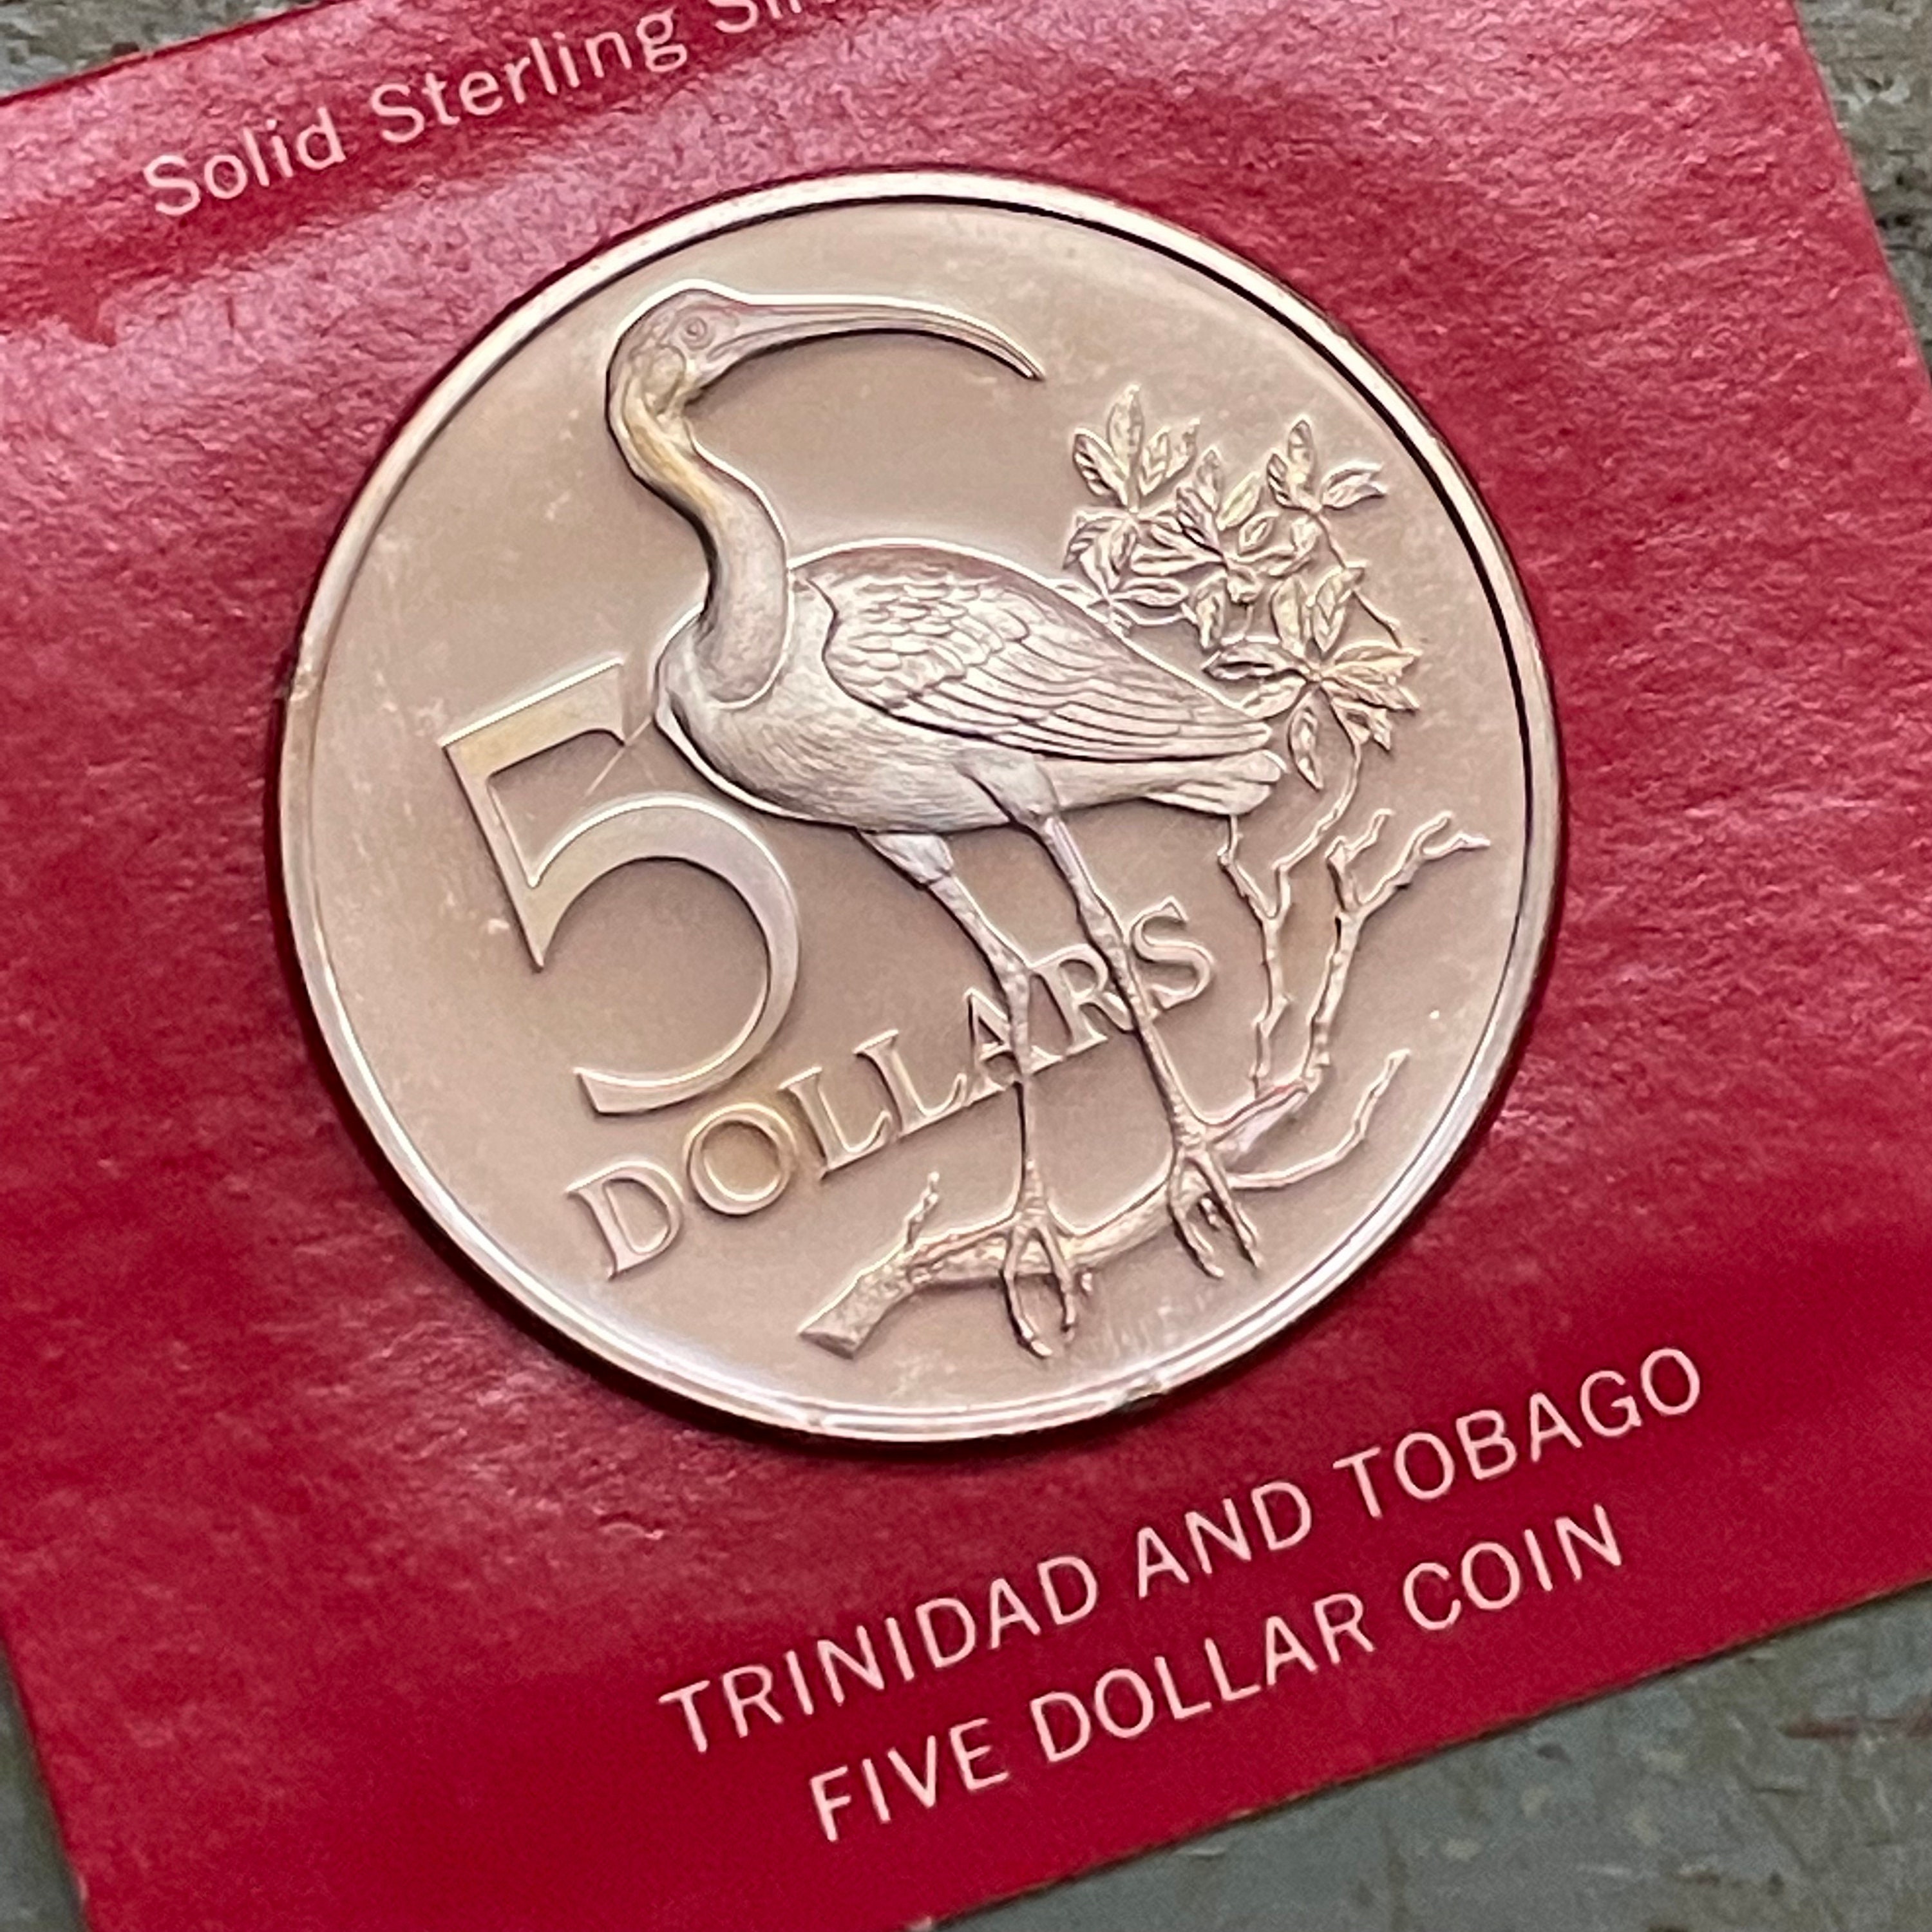 Solid Sterling
5
DOLLARS
TRINIDAD AND TOBAGO
FIVE DOLLAR COIN